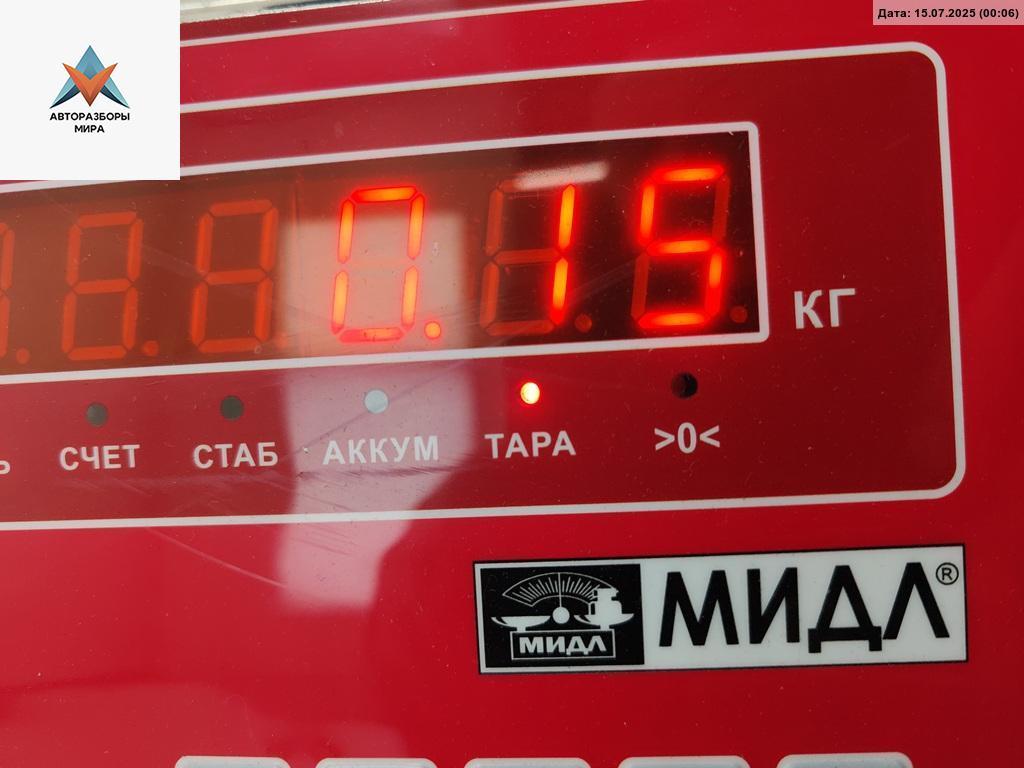 Дата: 15.07.2025 (00:06)
АВТОРАЗБОРЫ
МИРА
0.15
КГ
Ь СЧЕТ СТАБ АККУМ ТАРА >0<
МИДЛ
МИДЛ®